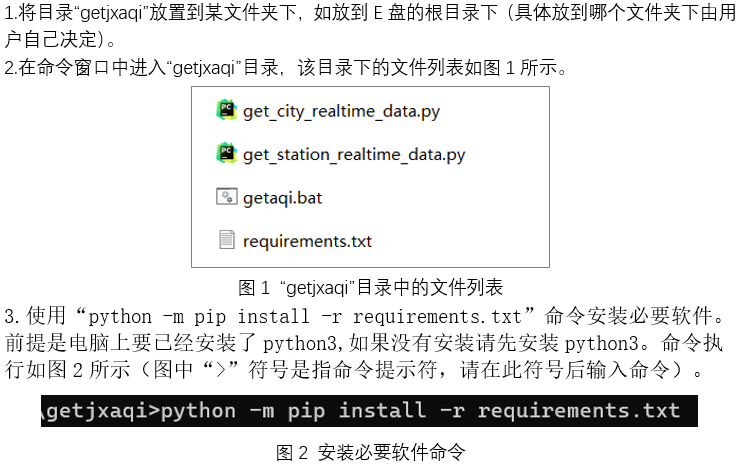 1.将目录“getjxaqi”放置到某文件夹下，如放到 E 盘的根目录下（具体放到哪个文件夹下由用
户自己决定）。
2.在命令窗口中进入“getjxaqi”目录，该目录下的文件列表如图 1 所示。
get_city_realtime_data.py
get_station_realtime_data.py
getaqi.bat
requirements.txt
图 1 “getjxaqi”目录中的文件列表
3.使用“python -m pip install -r requirements.txt”命令安装必要软件。
前提是电脑上要已经安装了 python3,如果没有安装请先安装 python3。命令执
行如图 2 所示（图中“>”符号是指命令提示符，请在此符号后输入命令）。
\getjxaqi>python -m pip install -r requirements.txt
图 2 安装必要软件命令